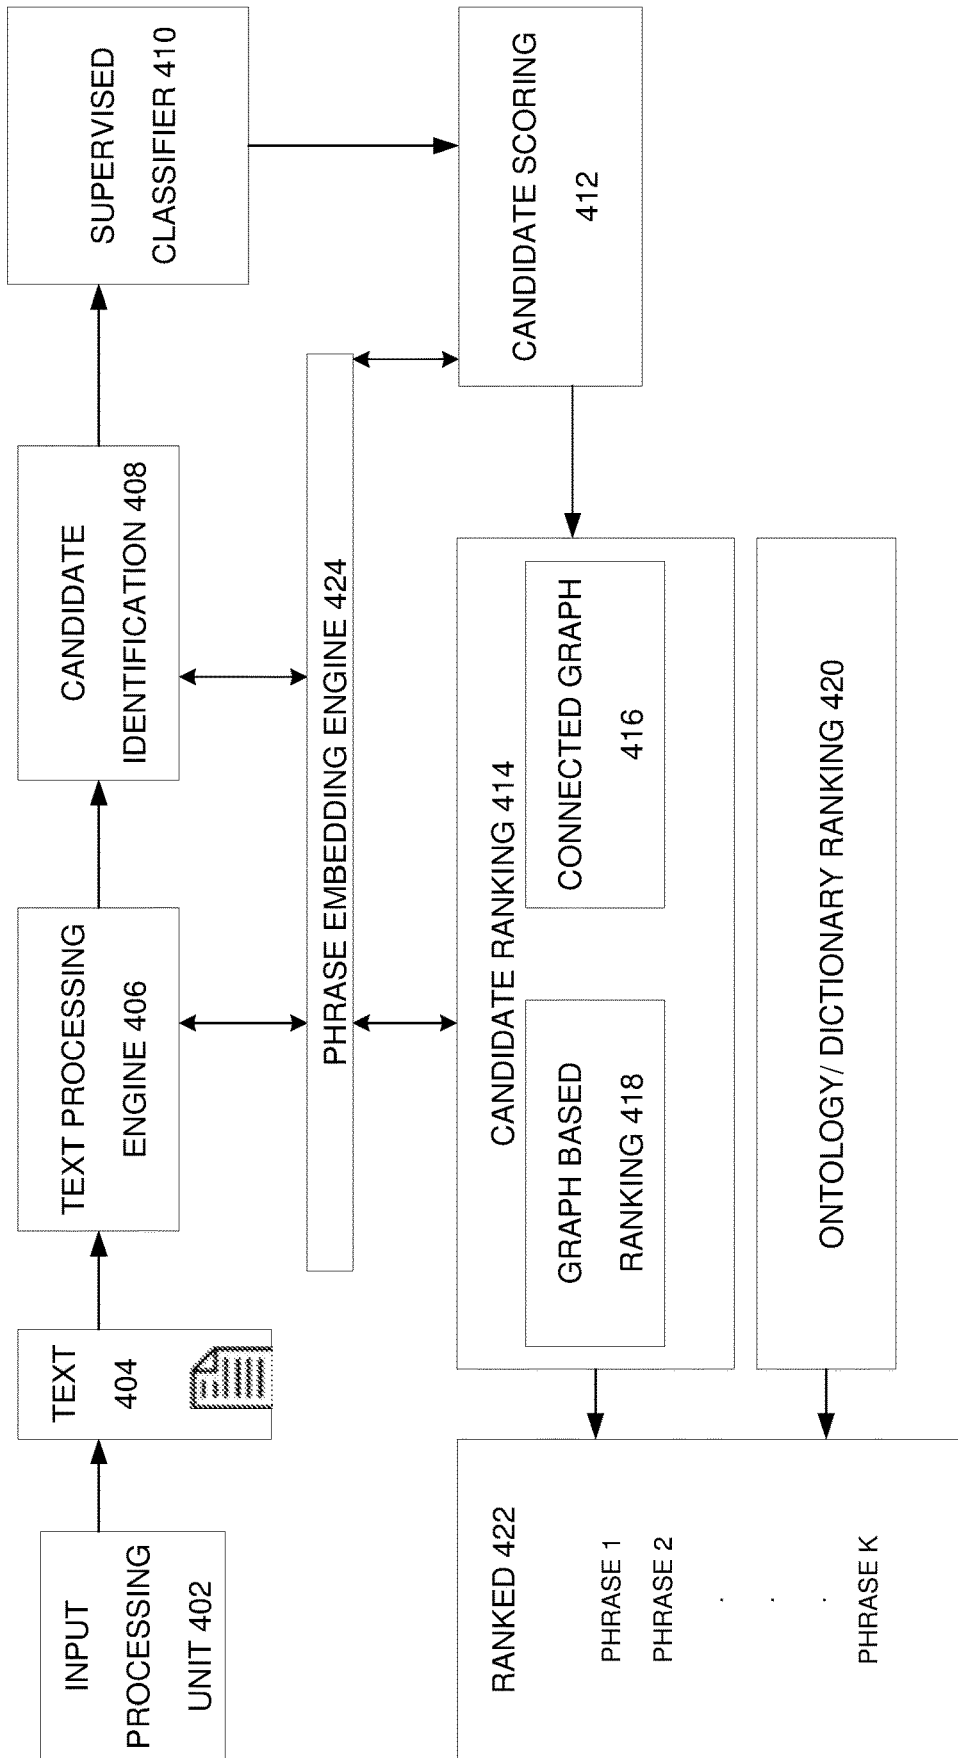 INPUT
PROCESSING
UNIT 402
TEXT
404
TEXT PROCESSING
ENGINE 406
CANDIDATE
IDENTIFICATION 408
SUPERVISED
CLASSIFIER 410
PHRASE EMBEDDING ENGINE 424
CANDIDATE SCORING
412
CANDIDATE RANKING 414
GRAPH BASED
RANKING 418
CONNECTED GRAPH
416
ONTOLOGY/ DICTIONARY RANKING 420
RANKED 422
PHRASE 1
PHRASE 2
.
.
.
PHRASE K